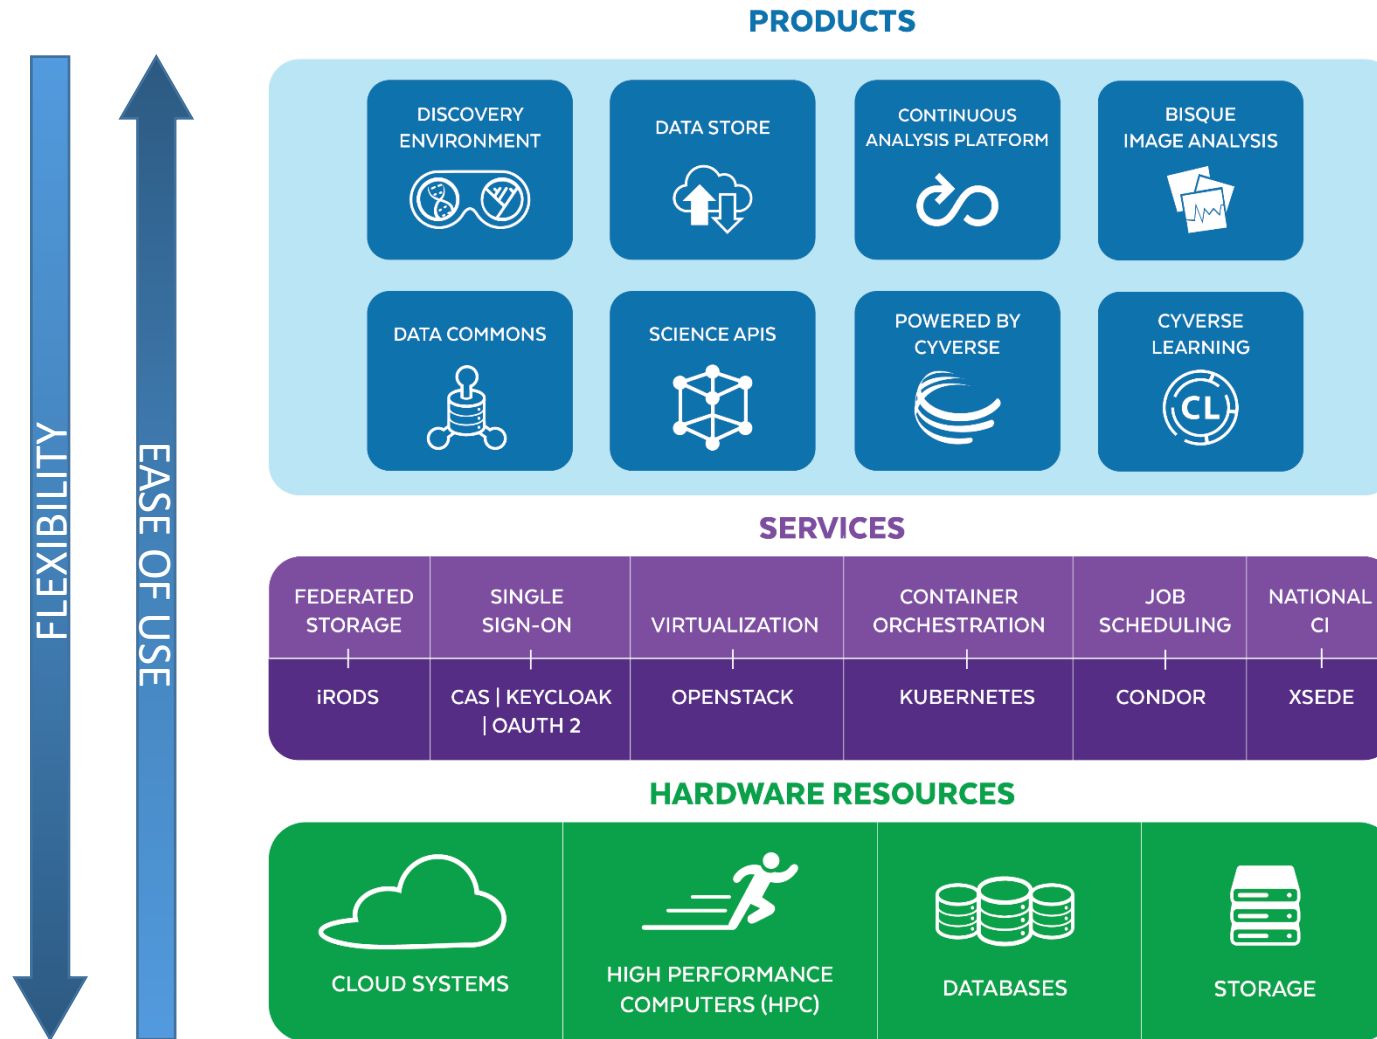 PRODUCTS
DISCOVERY
ENVIRONMENT
DATA STORE
CONTINUOUS
ANALYSIS PLATFORM
BISQUE
IMAGE ANALYSIS
DATA COMMONS
SCIENCE APIS
POWERED BY
CYVERSE
CYVERSE
LEARNING
CL
FLEXIBILITY
EASE OF USE
SERVICES
FEDERATED
STORAGE
SINGLE
SIGN-ON
VIRTUALIZATION
CONTAINER
ORCHESTRATION
JOB
SCHEDULING
NATIONAL
CI
iRODS
CAS | KEYCLOAK
| OAUTH 2
OPENSTACK
KUBERNETES
CONDOR
XSEDE
HARDWARE RESOURCES
CLOUD SYSTEMS
HIGH PERFORMANCE
COMPUTERS (HPC)
DATABASES
STORAGE